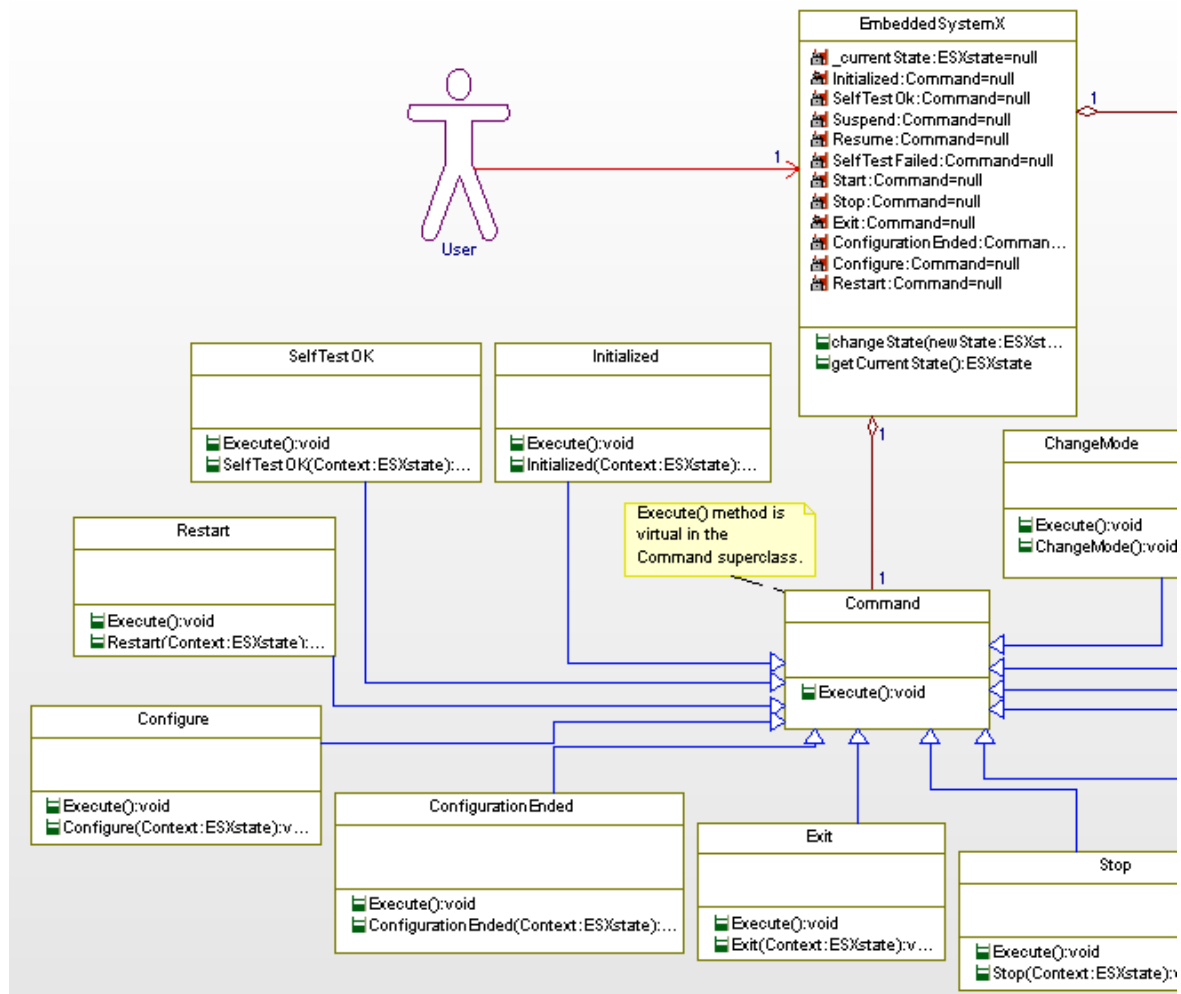 EmbeddedSystemX
_currentState:ESXstate=null
Initialized:Command=null
SelfTestOk:Command=null
Suspend:Command=null
Resume:Command=null
SelfTestFailed:Command=null
Start:Command=null
Stop:Command=null
Exit:Command=null
ConfigurationEnded:Comman...
Configure:Command=null
Restart:Command=null
changeState(newState:ESXst...
getCurrentState():ESXstate
1
1
User
SelfTestOK
Execute():void
SelfTestOK(Context:ESXstate):...
Initialized
Execute():void
Initialized(Context:ESXstate):...
1
ChangeMode
Execute():void
ChangeMode():void
Execute() method is
virtual in the
Command superclass.
Restart
Execute():void
Restart(Context:ESXstate):...
1
Command
Execute():void
Configure
Execute():void
Configure(Context:ESXstate):v...
ConfigurationEnded
Execute():void
ConfigurationEnded(Context:ESXstate):...
Exit
Execute():void
Exit(Context:ESXstate):v...
Stop
Execute():void
Stop(Context:ESXstate):v